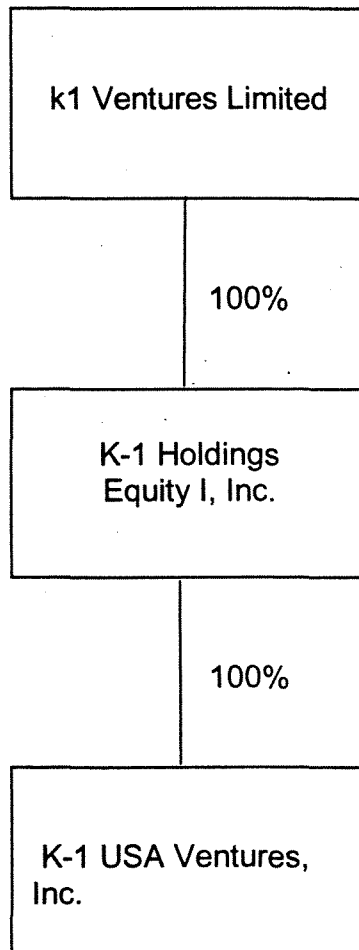 k1 Ventures Limited
100%
K-1 Holdings
Equity I, Inc.
100%
K-1 USA Ventures,
Inc.